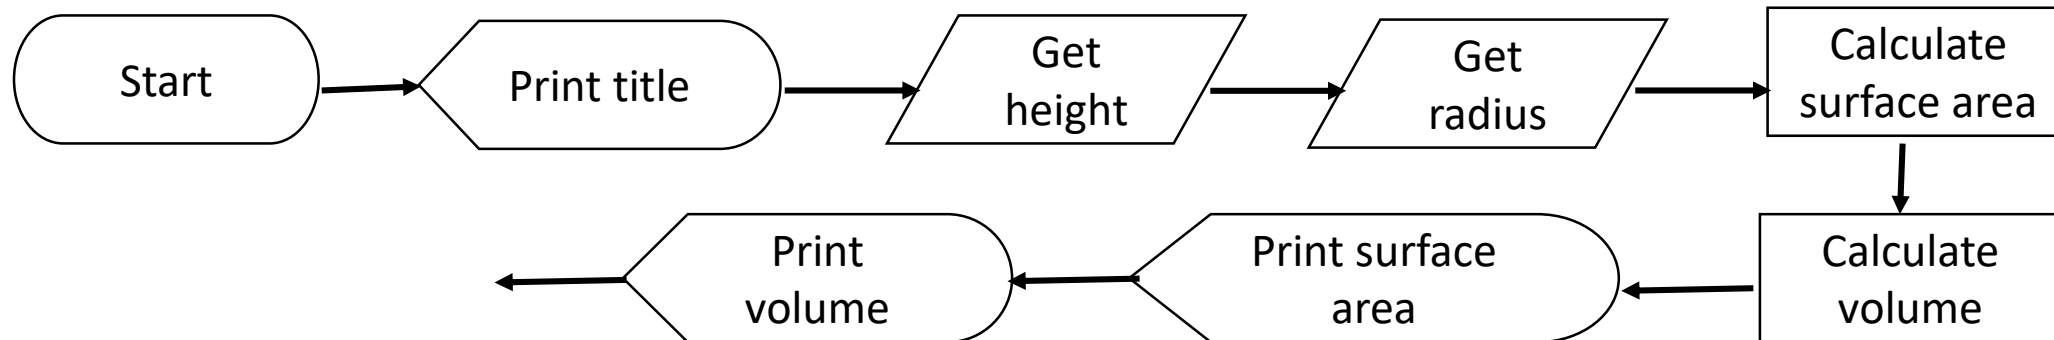 Start
Print title
Get
height
Get
radius
Calculate
surface area
Calculate
volume
Print surface
area
Print
volume